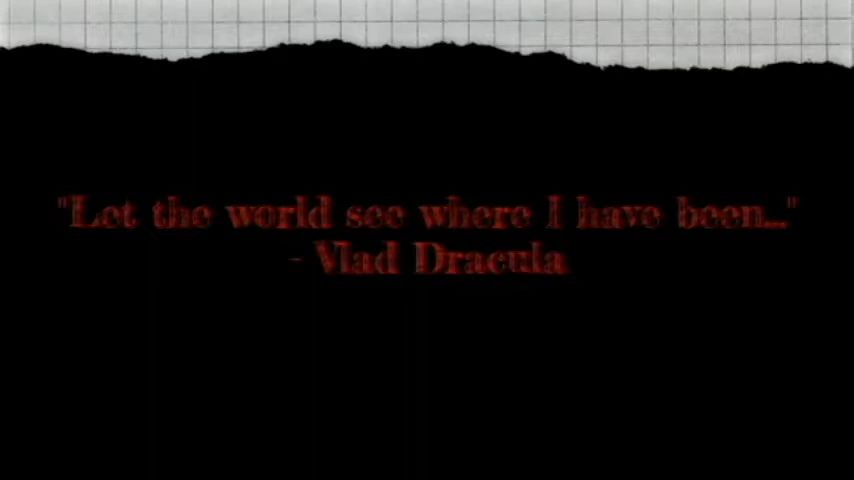 "Let the world see where I have been..."
- Vlad Dracula